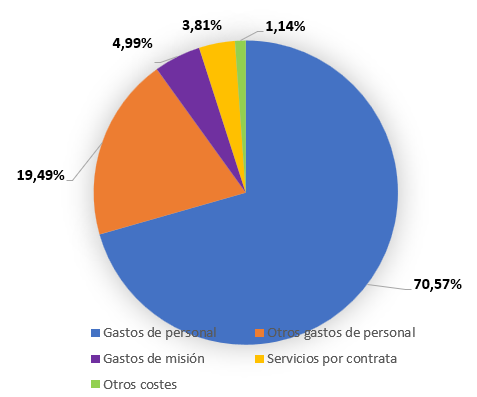 3,81%
1,14%
4,99%
19,49%
70,57%
Gastos de personal
Otros gastos de personal
Gastos de misión
Servicios por contrata
Otros costes